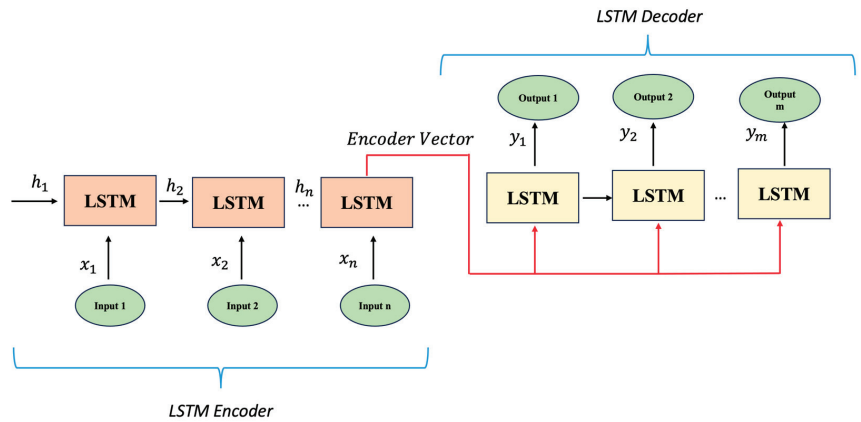 LSTM Decoder
Output 1
Output 2
Output
m
y₁
y₂
yₘ
Encoder Vector
h₁
h₂
hₙ
...
LSTM
LSTM
LSTM
LSTM
LSTM
...
LSTM
x₁
x₂
xₙ
Input 1
Input 2
Input n
LSTM Encoder